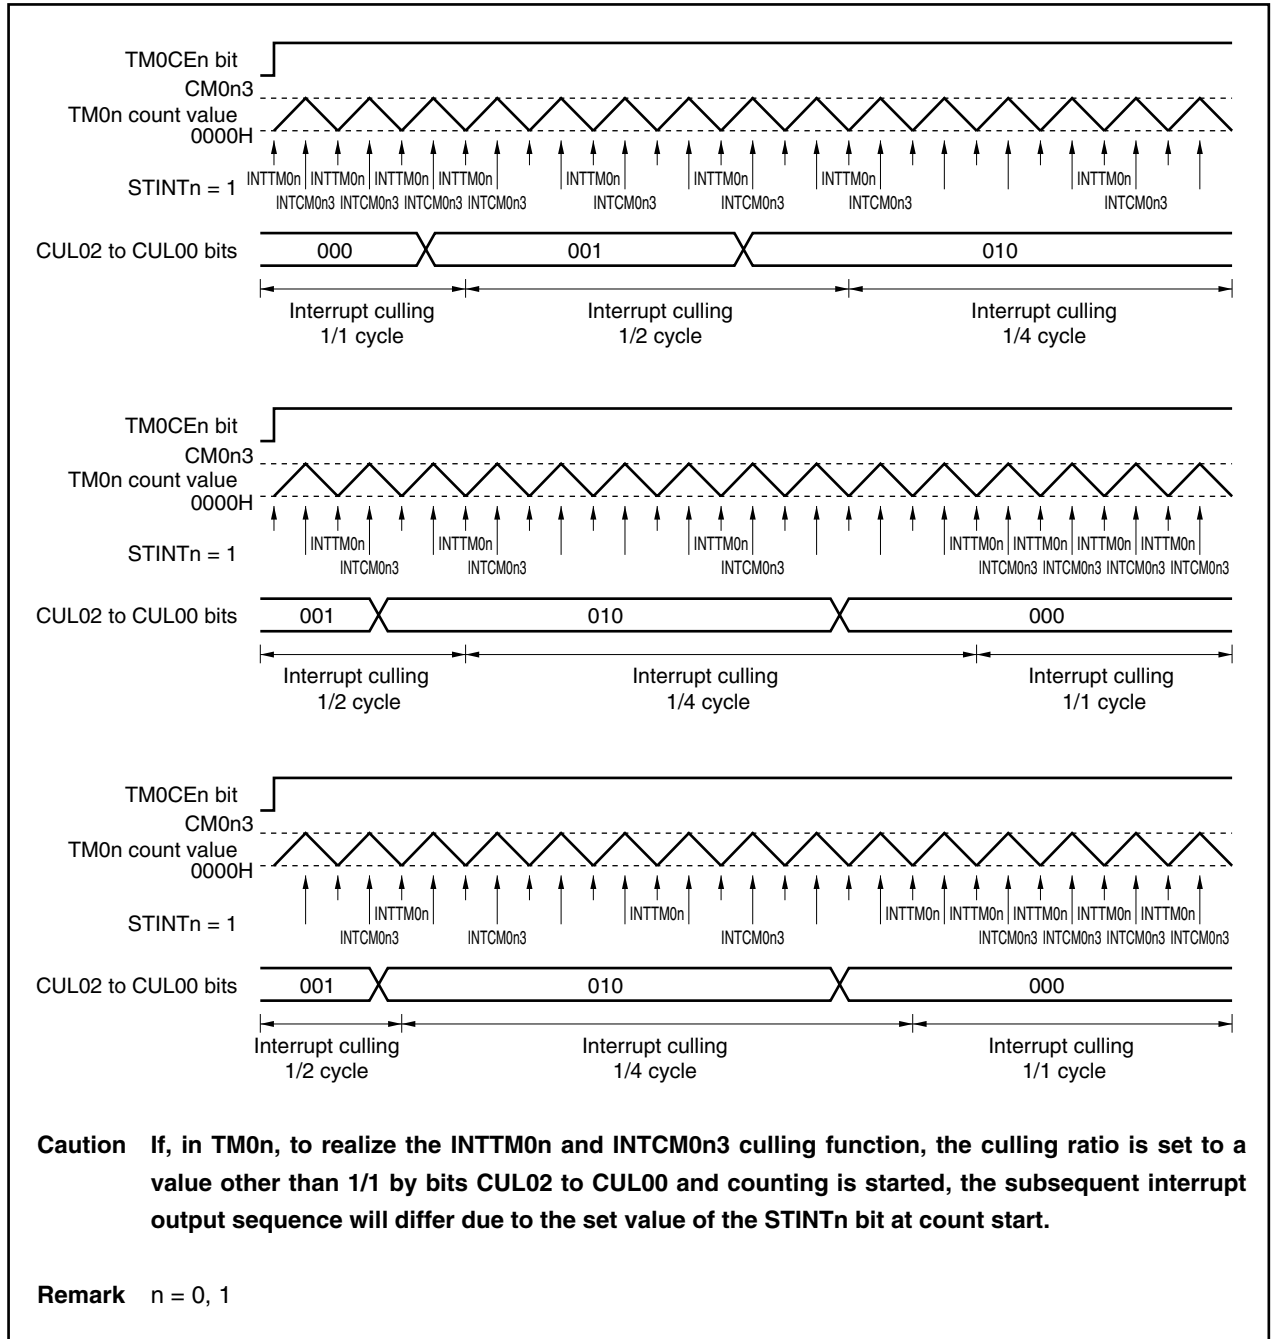 TM0CEn bit
CM0n3
TM0n count value
0000H
STINTn = 1
INTTM0n INTTM0n INTTM0n INTTM0n INTTM0n INTTM0n INTTM0n INTTM0n
INTCM0n3 INTCM0n3 INTCM0n3 INTCM0n3 INTCM0n3 INTCM0n3 INTCM0n3 INTCM0n3
CUL02 to CUL00 bits 000 001 010
Interrupt culling Interrupt culling Interrupt culling
1/1 cycle 1/2 cycle 1/4 cycle
TM0CEn bit
CM0n3
TM0n count value
0000H
STINTn = 1
INTTM0n INTTM0n INTTM0n INTTM0n INTTM0n INTTM0n INTTM0n
INTCM0n3 INTCM0n3 INTCM0n3 INTCM0n3 INTCM0n3 INTCM0n3 INTCM0n3
CUL02 to CUL00 bits 001 010 000
Interrupt culling Interrupt culling Interrupt culling
1/2 cycle 1/4 cycle 1/1 cycle
TM0CEn bit
CM0n3
TM0n count value
0000H
STINTn = 1
INTTM0n INTTM0n INTTM0n INTTM0n INTTM0n INTTM0n INTTM0n
INTCM0n3 INTCM0n3 INTCM0n3 INTCM0n3 INTCM0n3 INTCM0n3 INTCM0n3
CUL02 to CUL00 bits 001 010 000
Interrupt culling Interrupt culling Interrupt culling
1/2 cycle 1/4 cycle 1/1 cycle
Caution If, in TM0n, to realize the INTTM0n and INTCM0n3 culling function, the culling ratio is set to a
value other than 1/1 by bits CUL02 to CUL00 and counting is started, the subsequent interrupt
output sequence will differ due to the set value of the STINTn bit at count start.
Remark n = 0, 1